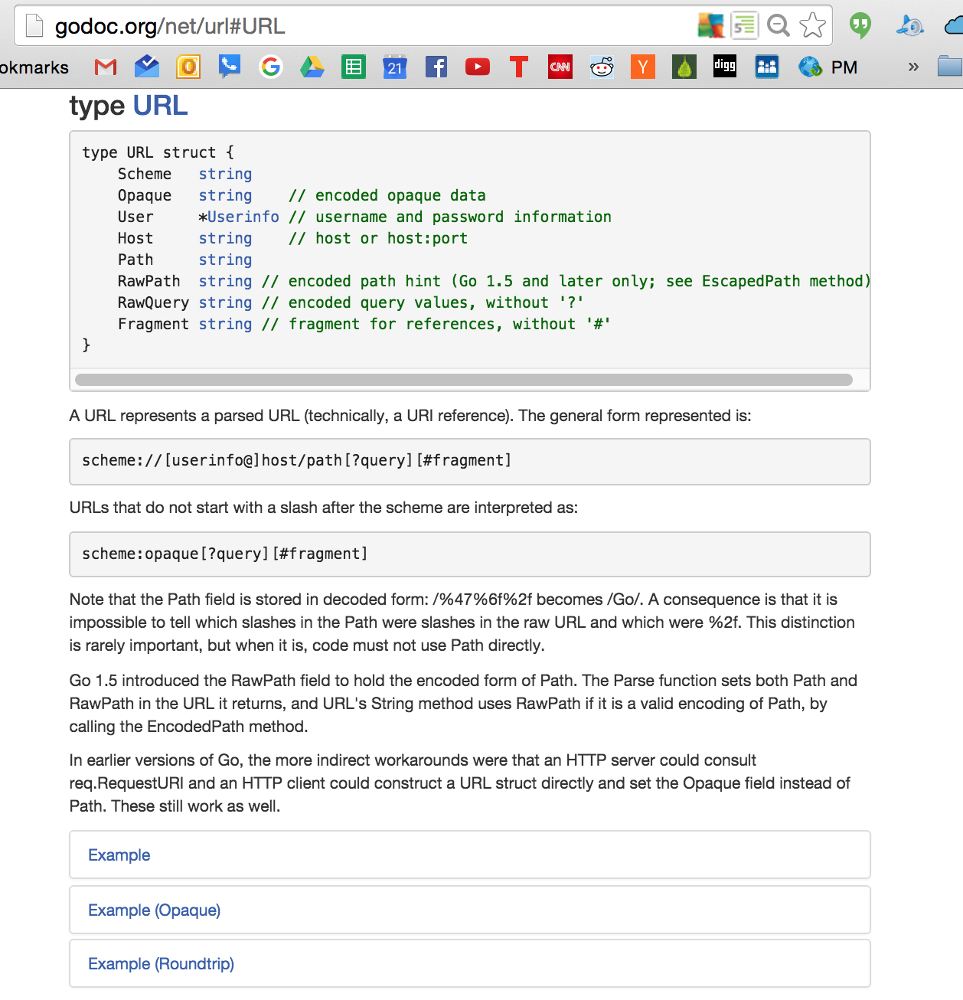 godoc.org/net/url#URL
okmarks 21 T CNN Y digg PM »
type URL
type URL struct {
    Scheme   string
    Opaque   string    // encoded opaque data
    User     *Userinfo // username and password information
    Host     string    // host or host:port
    Path     string
    RawPath  string // encoded path hint (Go 1.5 and later only; see EscapedPath method)
    RawQuery string // encoded query values, without '?'
    Fragment string // fragment for references, without '#'
}
A URL represents a parsed URL (technically, a URI reference). The general form represented is:
scheme://[userinfo@]host/path[?query][#fragment]
URLs that do not start with a slash after the scheme are interpreted as:
scheme:opaque[?query][#fragment]
Note that the Path field is stored in decoded form: /%47%6f%2f becomes /Go/. A consequence is that it is
impossible to tell which slashes in the Path were slashes in the raw URL and which were %2f. This distinction
is rarely important, but when it is, code must not use Path directly.
Go 1.5 introduced the RawPath field to hold the encoded form of Path. The Parse function sets both Path and
RawPath in the URL it returns, and URL's String method uses RawPath if it is a valid encoding of Path, by
calling the EncodedPath method.
In earlier versions of Go, the more indirect workarounds were that an HTTP server could consult
req.RequestURI and an HTTP client could construct a URL struct directly and set the Opaque field instead of
Path. These still work as well.
Example
Example (Opaque)
Example (Roundtrip)